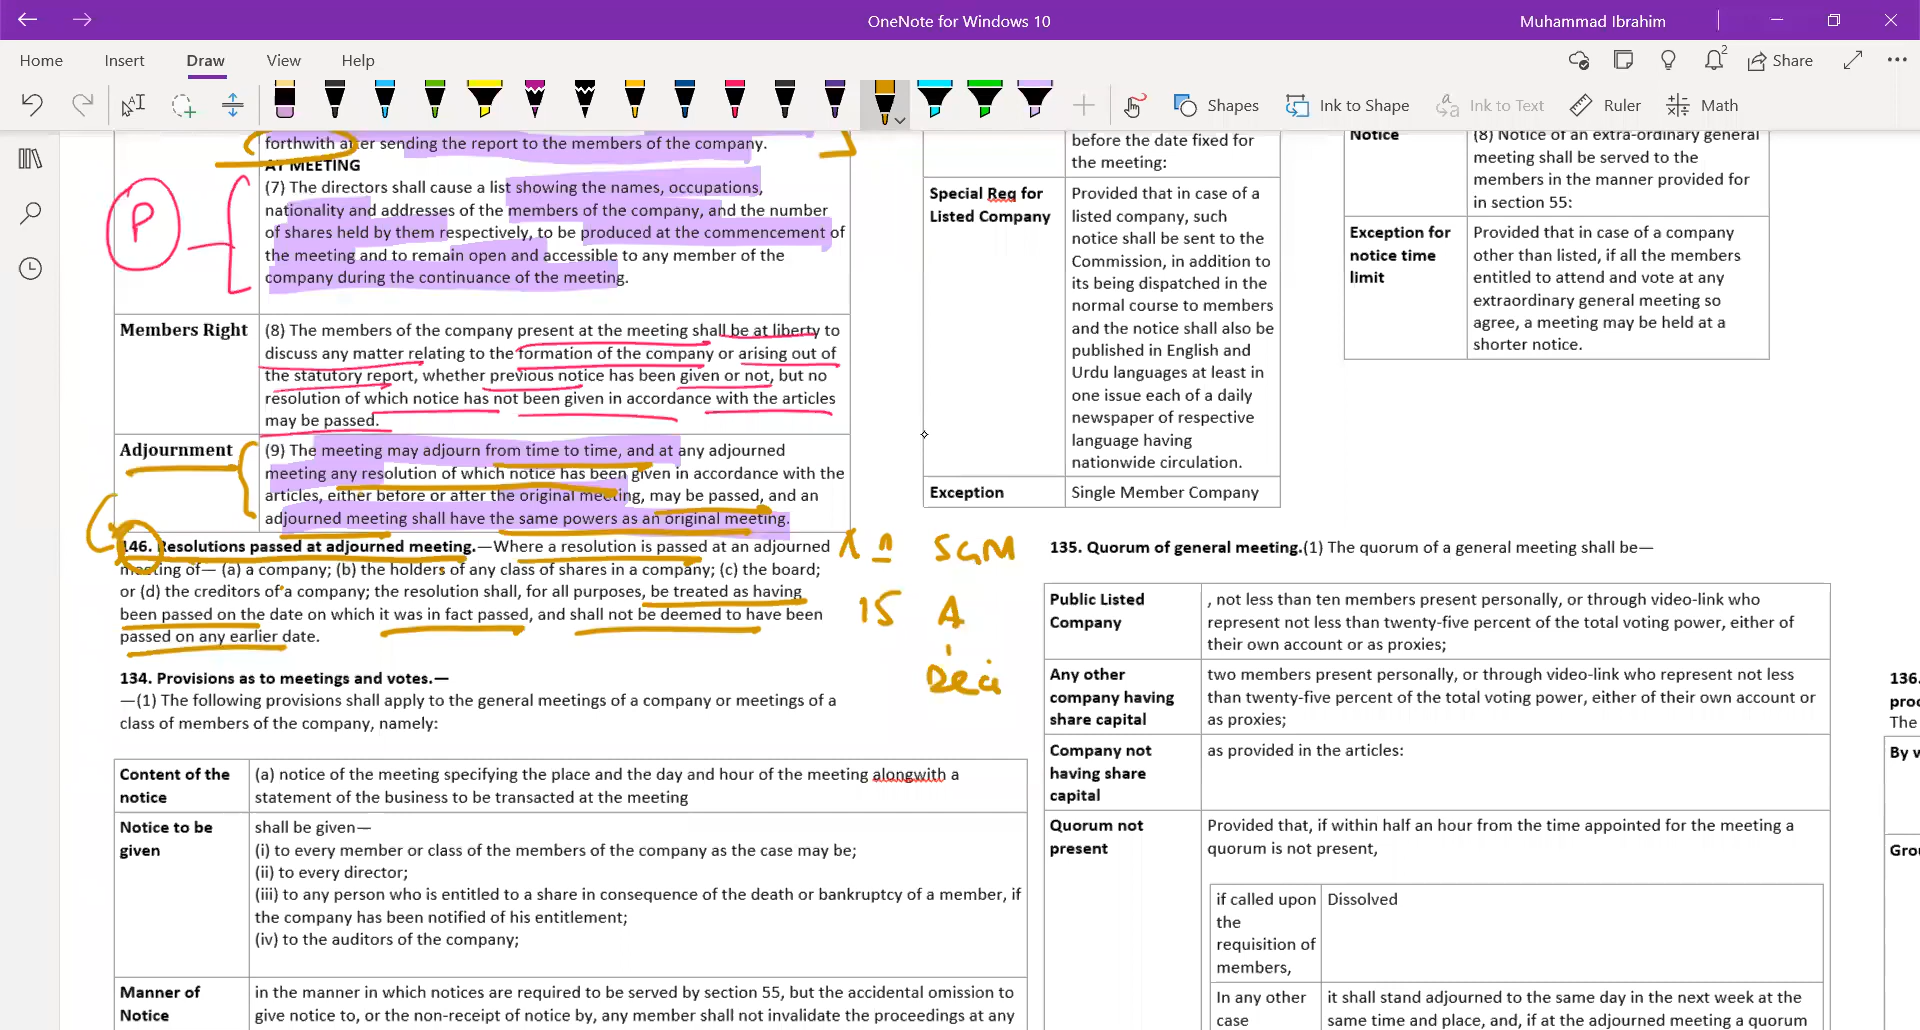 OneNote for Windows 10
Muhammad Ibrahim
Home Insert Draw View Help
2
Share
Shapes Ink to Shape Ink to Text Ruler Math
forthwith after sending the report to the members of the company.
AT MEETING
P
(7) The directors shall cause a list showing the names, occupations,
nationality and addresses of the members of the company, and the number
of shares held by them respectively, to be produced at the commencement of
the meeting and to remain open and accessible to any member of the
company during the continuance of the meeting.
Members Right
(8) The members of the company present at the meeting shall be at liberty to
discuss any matter relating to the formation of the company or arising out of
the statutory report, whether previous notice has been given or not, but no
resolution of which notice has not been given in accordance with the articles
may be passed.
Adjournment
(9) The meeting may adjourn from time to time, and at any adjourned
meeting any resolution of which notice has been given in accordance with the
articles, either before or after the original meeting, may be passed, and an
adjourned meeting shall have the same powers as an original meeting.
146. Resolutions passed at adjourned meeting.—Where a resolution is passed at an adjourned
meeting of— (a) a company; (b) the holders of any class of shares in a company; (c) the board;
or (d) the creditors of a company; the resolution shall, for all purposes, be treated as having
been passed on the date on which it was in fact passed, and shall not be deemed to have been
passed on any earlier date.
SGM
15 A
134. Provisions as to meetings and votes.—
—(1) The following provisions shall apply to the general meetings of a company or meetings of a
class of members of the company, namely:
Content of the
notice
(a) notice of the meeting specifying the place and the day and hour of the meeting alongwith a
statement of the business to be transacted at the meeting
Notice to be
given
shall be given—
(i) to every member or class of the members of the company as the case may be;
(ii) to every director;
(iii) to any person who is entitled to a share in consequence of the death or bankruptcy of a member, if
the company has been notified of his entitlement;
(iv) to the auditors of the company;
Manner of
Notice
in the manner in which notices are required to be served by section 55, but the accidental omission to
give notice to, or the non-receipt of notice by, any member shall not invalidate the proceedings at any
before the date fixed for
the meeting:
Special Req for
Listed Company
Provided that in case of a
listed company, such
notice shall be sent to the
Commission, in addition to
its being dispatched in the
normal course to members
and the notice shall also be
published in English and
Urdu languages at least in
one issue each of a daily
newspaper of respective
language having
nationwide circulation.
Exception
Single Member Company
Notice
(8) Notice of an extra-ordinary general
meeting shall be served to the
members in the manner provided for
in section 55:
Exception for
notice time
limit
Provided that in case of a company
other than listed, if all the members
entitled to attend and vote at any
extraordinary general meeting so
agree, a meeting may be held at a
shorter notice.
135. Quorum of general meeting.(1) The quorum of a general meeting shall be—
Public Listed
Company
, not less than ten members present personally, or through video-link who
represent not less than twenty-five percent of the total voting power, either of
their own account or as proxies;
Any other
company having
share capital
two members present personally, or through video-link who represent not less
than twenty-five percent of the total voting power, either of their own account or
as proxies;
Company not
having share
capital
as provided in the articles:
Quorum not
present
Provided that, if within half an hour from the time appointed for the meeting a
quorum is not present,
if called upon
the
requisition of
members,
Dissolved
In any other
case
it shall stand adjourned to the same day in the next week at the
same time and place, and, if at the adjourned meeting a quorum
136.
The
By